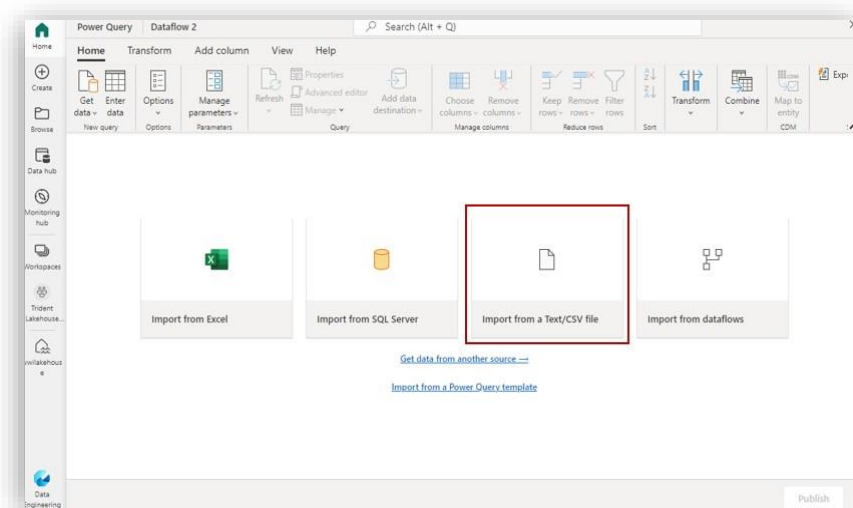 Power Query Dataflow 2 Search (Alt + Q)
Home Transform Add column View Help
Home
Create
Browse
Data hub
Monitoring
hub
Workspaces
Trident
Lakehouse...
wwilakehous
e
Data
Engineering
Get
data
Enter
data
New query
Options
Options
Manage
parameters
Parameters
Refresh
Properties
Advanced editor
Manage
Add data
destination
Query
Choose
columns
Remove
columns
Manage columns
Keep
rows
Remove
rows
Filter
rows
Reduce rows
Sort
Transform
Combine
Map to
entity
CDM
Import from Excel
Import from SQL Server
Import from a Text/CSV file
Import from dataflows
Get data from another source →
Import from a Power Query template
Publish